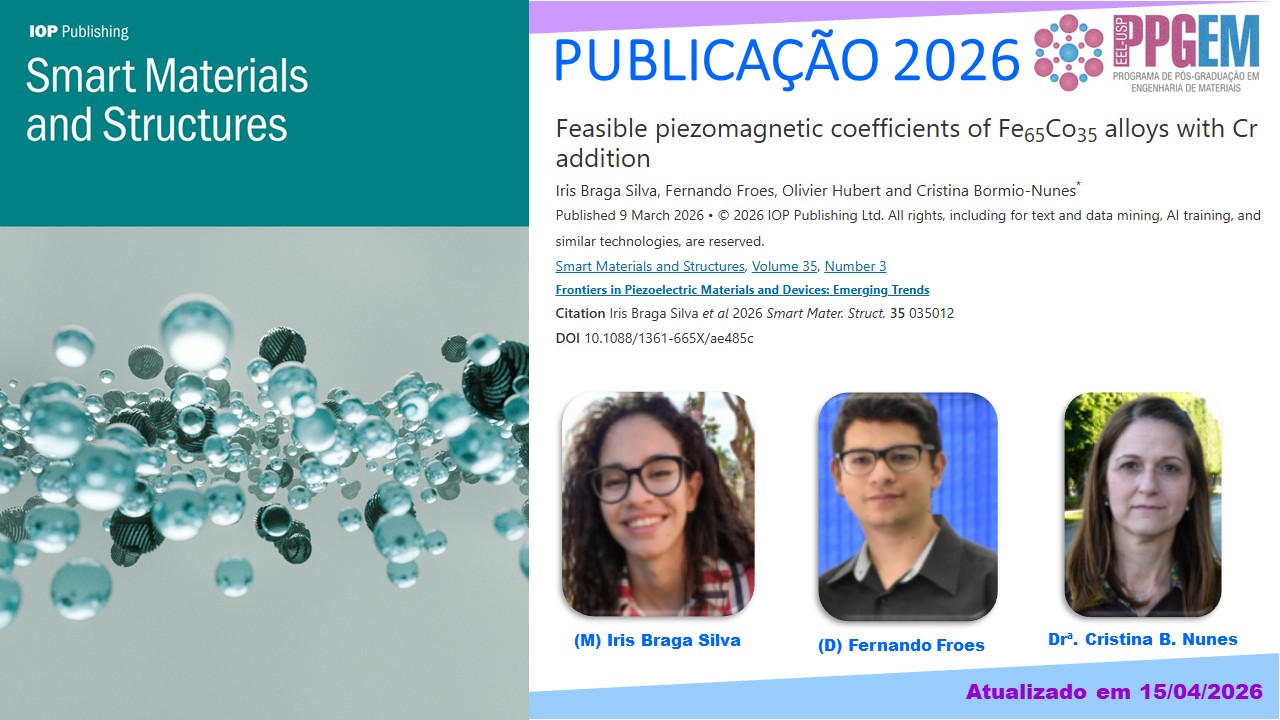 IOP Publishing
Smart Materials
and Structures
PUBLICAÇÃO 2026
EEL-USP
PPGEM
PROGRAMA DE PÓS-GRADUAÇÃO EM
ENGENHARIA DE MATERIAIS
Feasible piezomagnetic coefficients of Fe₆₅Co₃₅ alloys with Cr
addition
Iris Braga Silva, Fernando Froes, Olivier Hubert and Cristina Bormio-Nunes*
Published 9 March 2026 • © 2026 IOP Publishing Ltd. All rights, including for text and data mining, AI training, and
similar technologies, are reserved.
Smart Materials and Structures, Volume 35, Number 3
Frontiers in Piezoelectric Materials and Devices: Emerging Trends
Citation Iris Braga Silva et al 2026 Smart Mater. Struct. 35 035012
DOI 10.1088/1361-665X/ae485c
(M) Iris Braga Silva
(D) Fernando Froes
Drª. Cristina B. Nunes
Atualizado em 15/04/2026